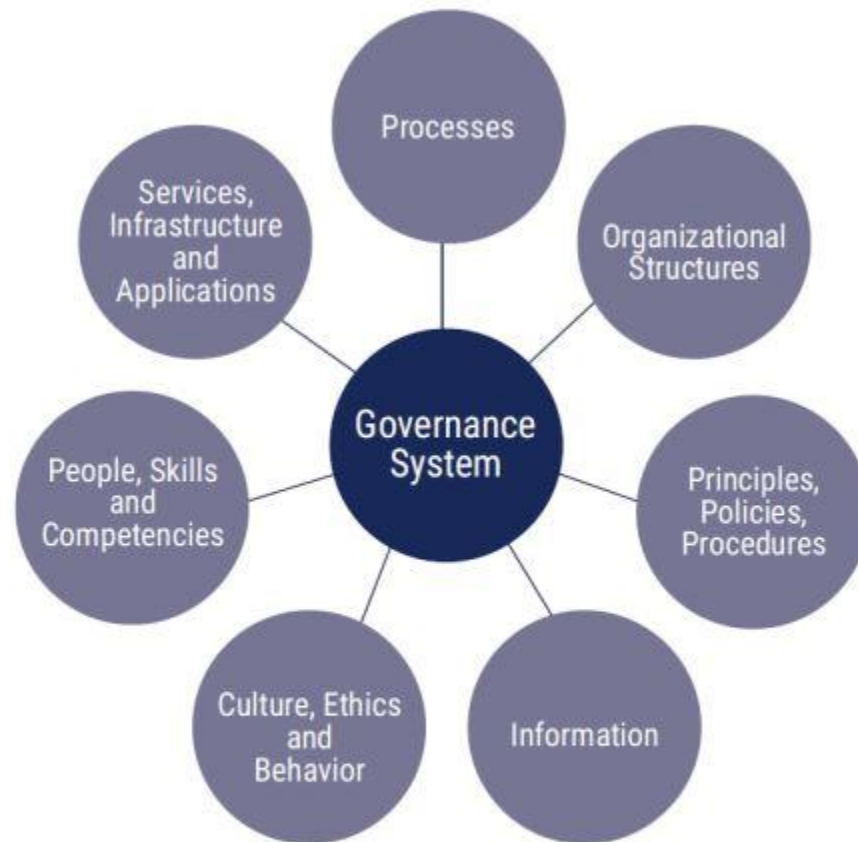 Processes
Organizational
Structures
Principles,
Policies,
Procedures
Information
Culture, Ethics
and
Behavior
People, Skills
and
Competencies
Services,
Infrastructure
and
Applications
Governance
System